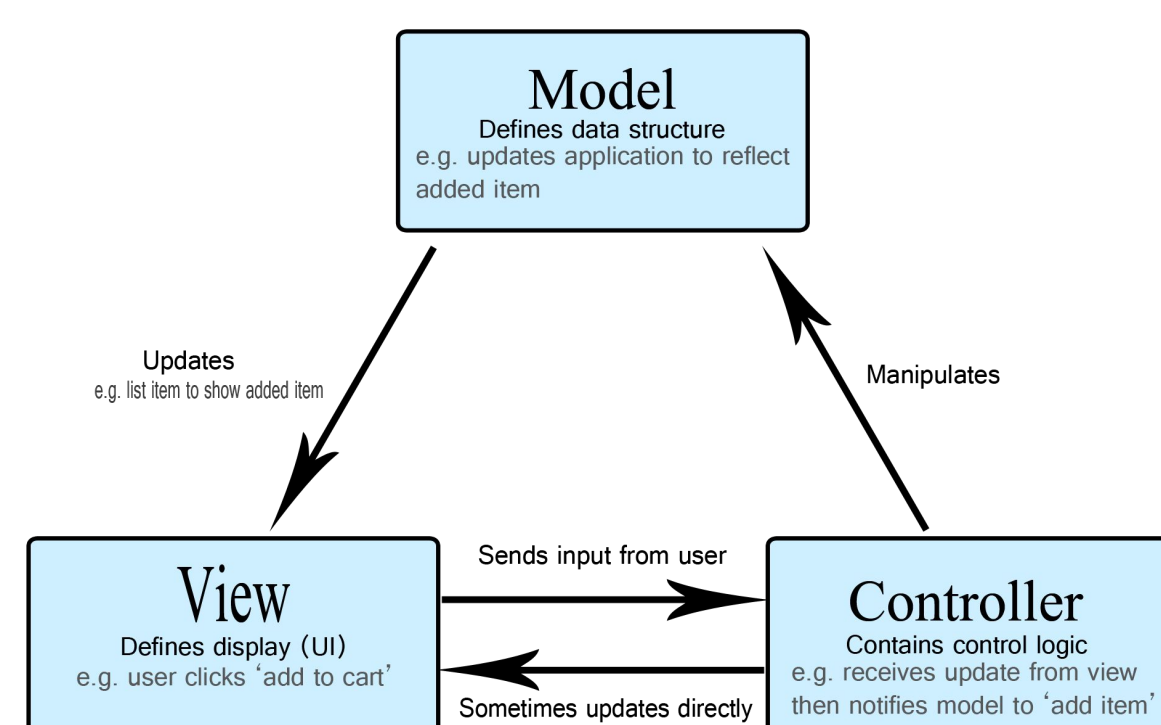 Model
Defines data structure
e.g. updates application to reflect
added item
Updates
e.g. list item to show added item
Manipulates
Sends input from user
View
Defines display (UI)
e.g. user clicks ‘add to cart’
Controller
Contains control logic
e.g. receives update from view
then notifies model to ‘add item’
Sometimes updates directly